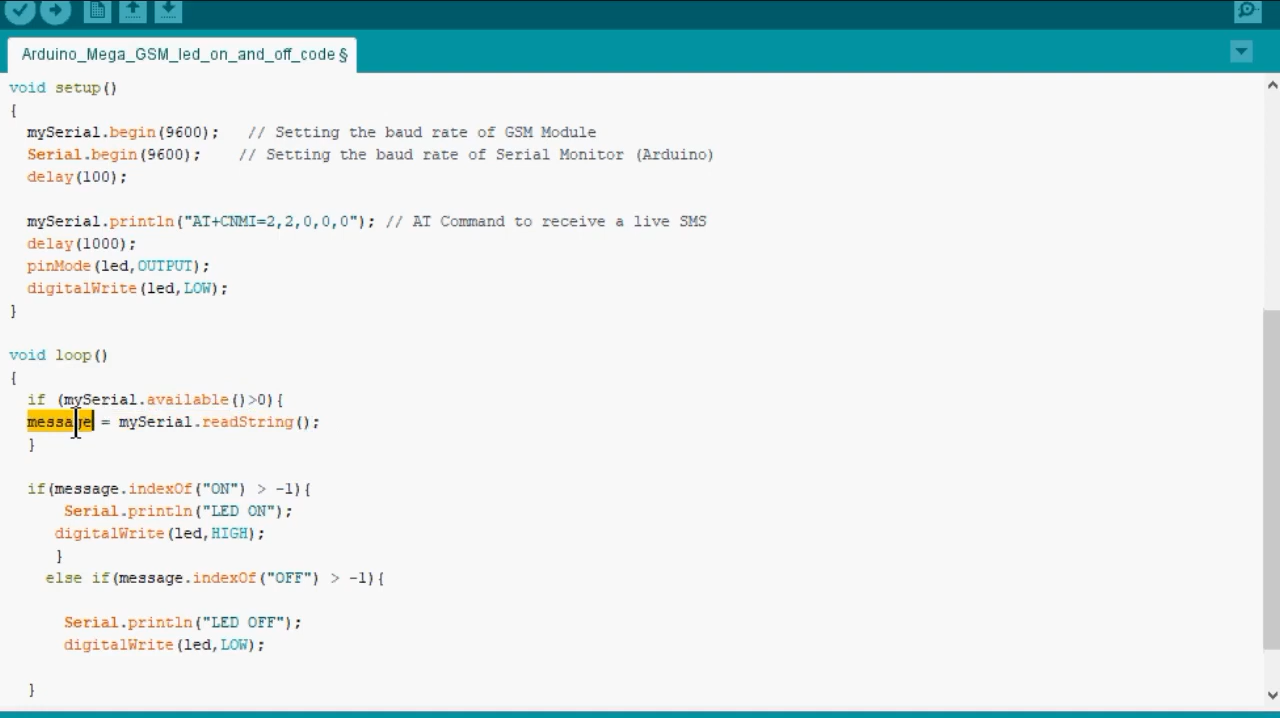 Arduino_Mega_GSM_led_on_and_off_code §
void setup()
{
mySerial.begin(9600);   // Setting the baud rate of GSM Module
Serial.begin(9600);    // Setting the baud rate of Serial Monitor (Arduino)
delay(100);
mySerial.println("AT+CNMI=2,2,0,0,0"); // AT Command to receive a live SMS
delay(1000);
pinMode(led,OUTPUT);
digitalWrite(led,LOW);
}
void loop()
{
if (mySerial.available()>0){
message = mySerial.readString();
}
if(message.indexOf("ON") > -1){
Serial.println("LED ON");
digitalWrite(led,HIGH);
}
else if(message.indexOf("OFF") > -1){
Serial.println("LED OFF");
digitalWrite(led,LOW);
}